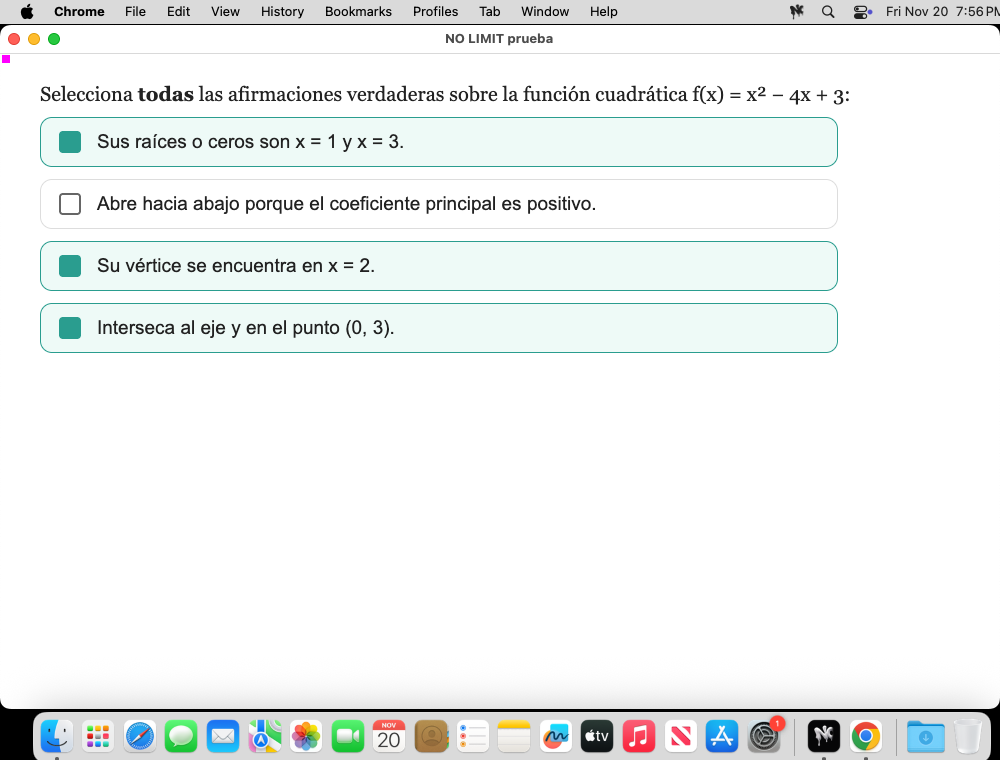 Chrome File Edit View History Bookmarks Profiles Tab Window Help Fri Nov 20 7:56 PM
NO LIMIT prueba
Selecciona todas las afirmaciones verdaderas sobre la función cuadrática f(x) = x² − 4x + 3:
Sus raíces o ceros son x = 1 y x = 3.
Abre hacia abajo porque el coeficiente principal es positivo.
Su vértice se encuentra en x = 2.
Interseca al eje y en el punto (0, 3).
NOV
20
tv
1